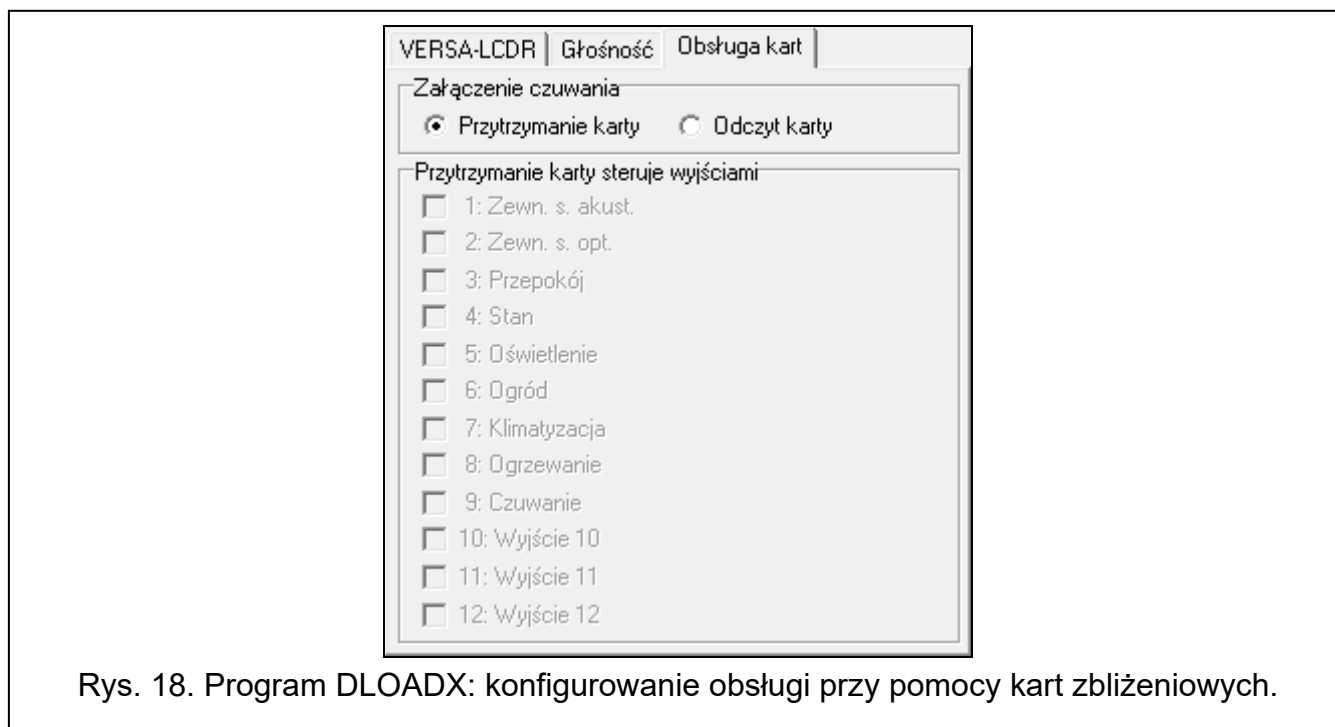 VERSA-LCDR Głośność Obsługa kart
Załączenie czuwania
Przytrzymanie karty Odczyt karty
Przytrzymanie karty steruje wyjściami
1: Zewn. s. akust.
2: Zewn. s. opt.
3: Przepokój
4: Stan
5: Oświetlenie
6: Ogród
7: Klimatyzacja
8: Ogrzewanie
9: Czuwanie
10: Wyjście 10
11: Wyjście 11
12: Wyjście 12
Rys. 18. Program DLOADX: konfigurowanie obsługi przy pomocy kart zbliżeniowych.